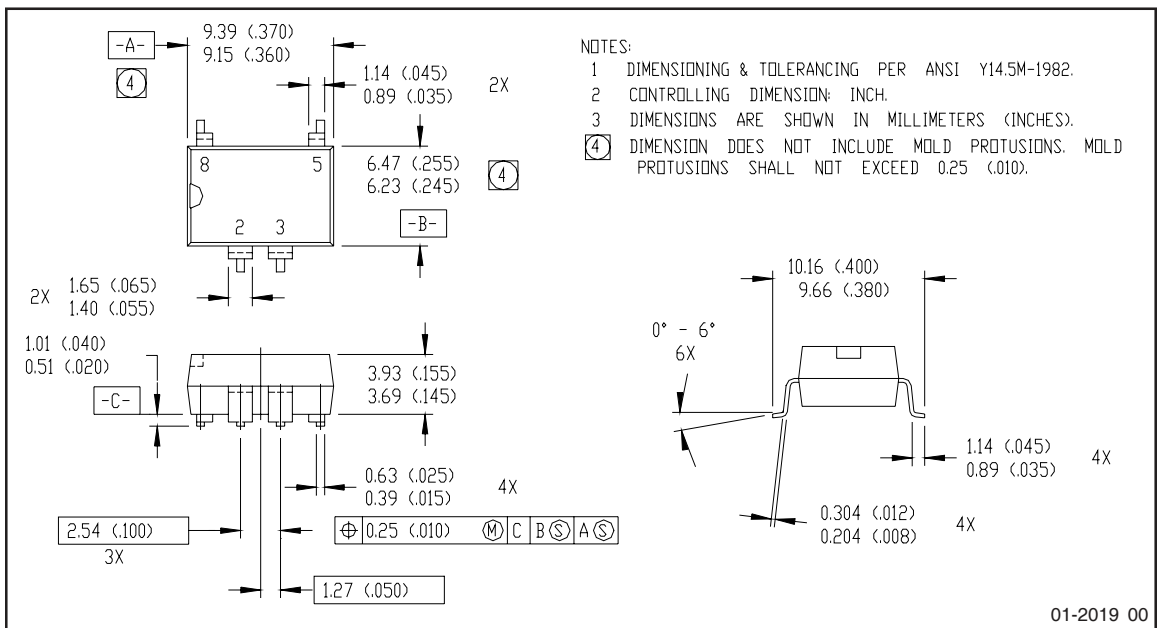 9.39 (.370)
9.15 (.360)
-A-
4
1.14 (.045)
0.89 (.035)
2X
8
5
6.47 (.255)
6.23 (.245)
4
2
3
-B-
2X
1.65 (.065)
1.40 (.055)
1.01 (.040)
0.51 (.020)
-C-
3.93 (.155)
3.69 (.145)
0.63 (.025)
0.39 (.015)
4X
2.54 (.100)
3X
⌖ 0.25 (.010) Ⓜ C B Ⓢ A Ⓢ
1.27 (.050)
NOTES:
1 DIMENSIONING & TOLERANCING PER ANSI Y14.5M-1982.
2 CONTROLLING DIMENSION: INCH.
3 DIMENSIONS ARE SHOWN IN MILLIMETERS (INCHES).
4 DIMENSION DOES NOT INCLUDE MOLD PROTUSIONS. MOLD
PROTUSIONS SHALL NOT EXCEED 0.25 (.010).
10.16 (.400)
9.66 (.380)
0° - 6°
6X
1.14 (.045)
0.89 (.035)
4X
0.304 (.012)
0.204 (.008)
4X
01-2019 00